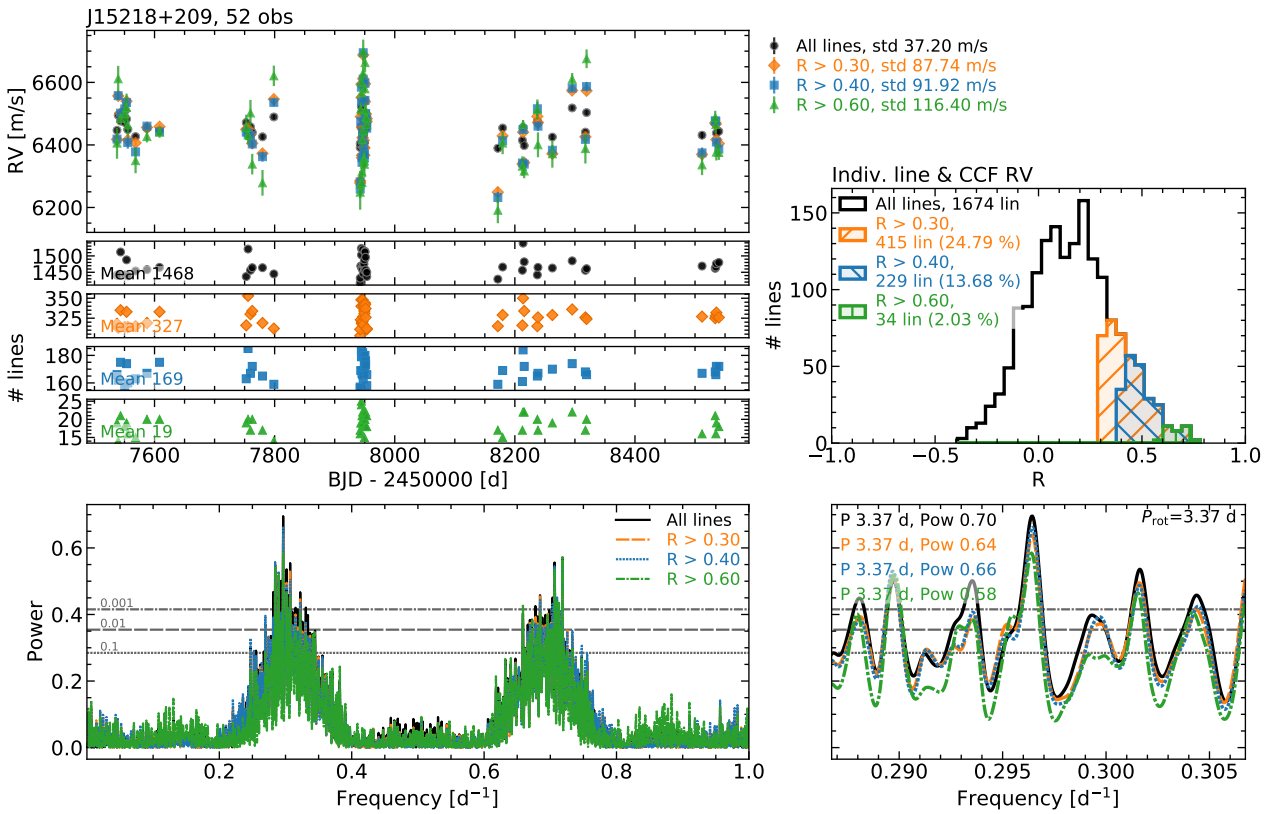 J15218+209, 52 obs
All lines, std 37.20 m/s
R > 0.30, std 87.74 m/s
R > 0.40, std 91.92 m/s
R > 0.60, std 116.40 m/s
RV [m/s]
6600
6400
6200
1500
1450
Mean 1468
350
325
Mean 327
180
160
Mean 169
25
20
15
Mean 19
# lines
7600 7800 8000 8200 8400
BJD - 2450000 [d]
Indiv. line & CCF RV
All lines, 1674 lin
R > 0.30,
415 lin (24.79 %)
R > 0.40,
229 lin (13.68 %)
R > 0.60,
34 lin (2.03 %)
# lines
150
100
50
0
−1.0 −0.5 0.0 0.5 1.0
R
All lines
R > 0.30
R > 0.40
R > 0.60
0.001
0.01
0.1
Power
0.6
0.4
0.2
0.0
0.2 0.4 0.6 0.8 1.0
Frequency [d−1]
P 3.37 d, Pow 0.70
P 3.37 d, Pow 0.64
P 3.37 d, Pow 0.66
P 3.37 d, Pow 0.58
Prot=3.37 d
0.290 0.295 0.300 0.305
Frequency [d−1]